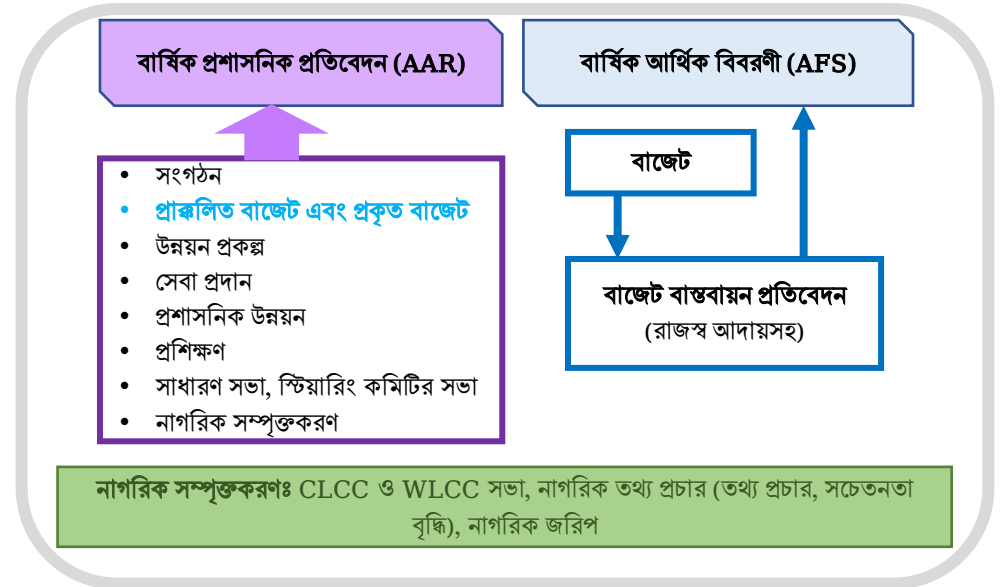 বার্ষিক প্রশাসনিক প্রতিবেদন (AAR)
• সংগঠন
• প্রাক্কলিত বাজেট এবং প্রকৃত বাজেট
• উন্নয়ন প্রকল্প
• সেবা প্রদান
• প্রশাসনিক উন্নয়ন
• প্রশিক্ষণ
• সাধারণ সভা, স্টিয়ারিং কমিটির সভা
• নাগরিক সম্পৃক্তকরণ
বার্ষিক আর্থিক বিবরণী (AFS)
বাজেট
বাজেট বাস্তবায়ন প্রতিবেদন
(রাজস্ব আদায়সহ)
নাগরিক সম্পৃক্তকরণঃ CLCC ও WLCC সভা, নাগরিক তথ্য প্রচার (তথ্য প্রচার, সচেতনতা
বৃদ্ধি), নাগরিক জরিপ